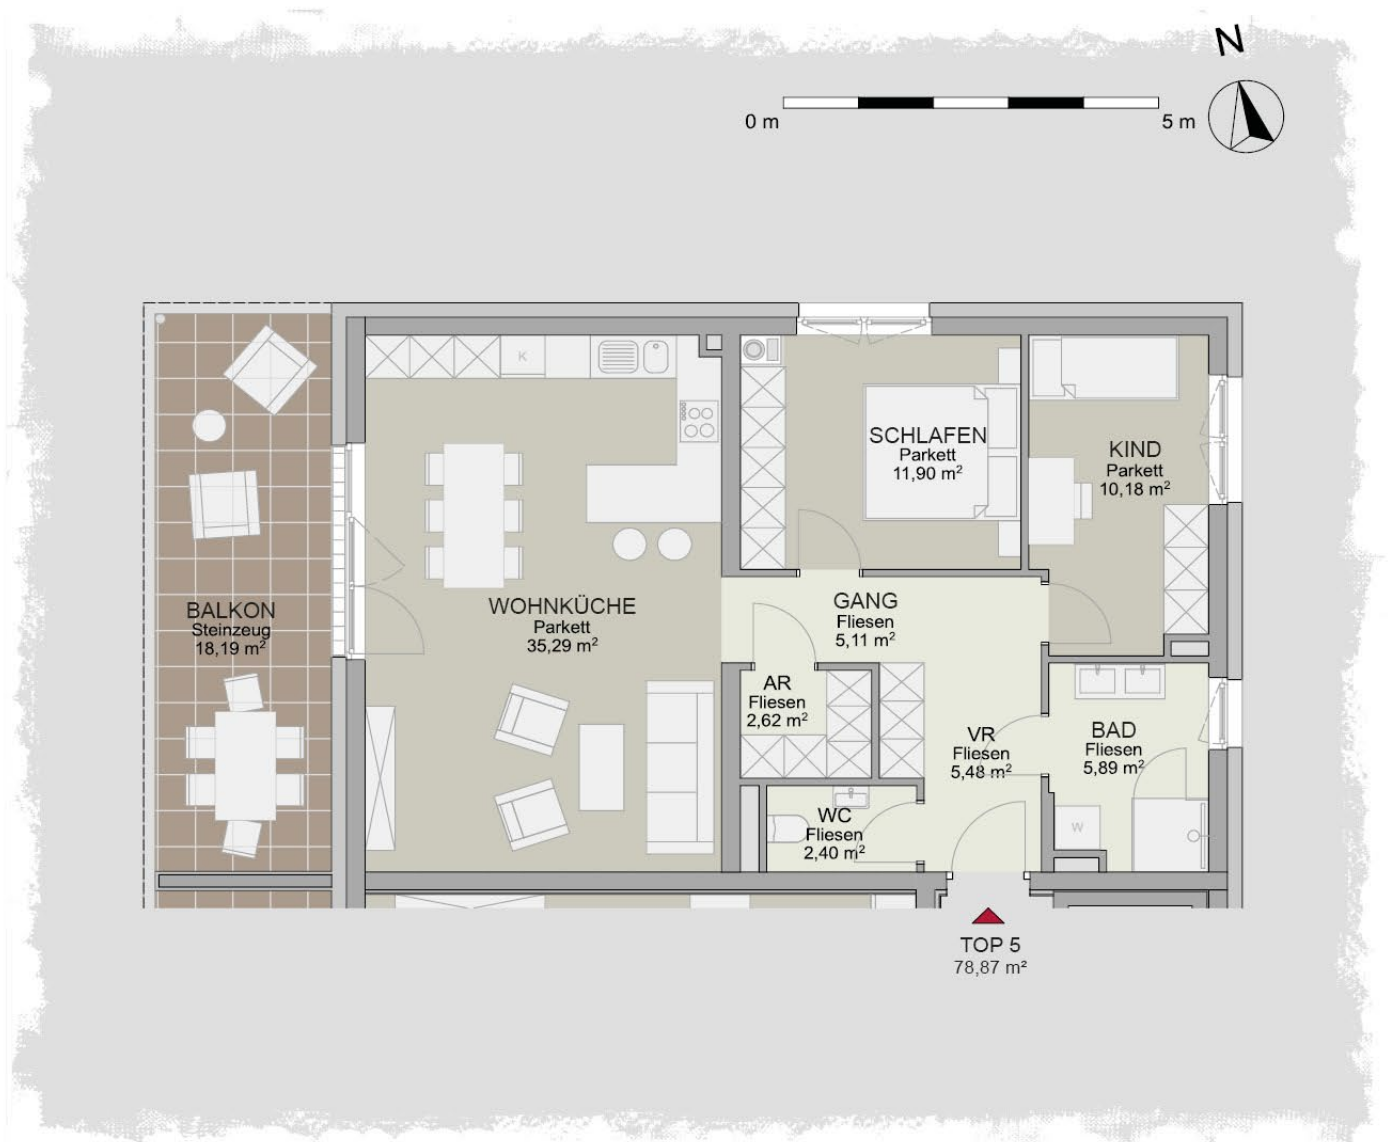 N
0 m
5 m
K
SCHLAFEN
Parkett
11,90 m²
KIND
Parkett
10,18 m²
BALKON
Steinzeug
18,19 m²
WOHNKÜCHE
Parkett
35,29 m²
GANG
Fliesen
5,11 m²
AR
Fliesen
2,62 m²
VR
Fliesen
5,48 m²
BAD
Fliesen
5,89 m²
WC
Fliesen
2,40 m²
W
TOP 5
78,87 m²